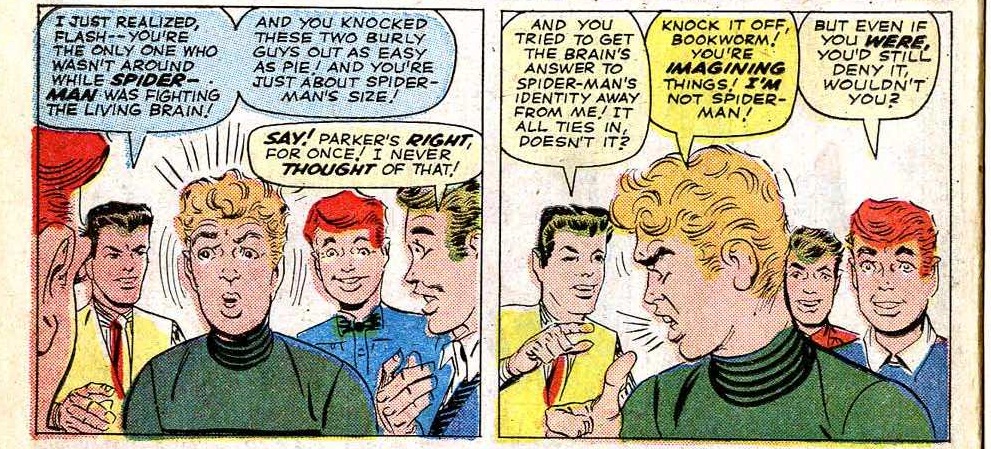 I JUST REALIZED,
FLASH--YOU'RE
THE ONLY ONE WHO
WASN'T AROUND
WHILE SPIDER-
MAN WAS FIGHTING
THE LIVING BRAIN!
AND YOU KNOCKED
THESE TWO BURLY
GUYS OUT AS EASY
AS PIE! AND YOU'RE
JUST ABOUT SPIDER-
MAN'S SIZE!
SAY! PARKER'S RIGHT,
FOR ONCE! I NEVER
THOUGHT OF THAT!
AND YOU
TRIED TO GET
THE BRAIN'S
ANSWER TO
SPIDER-MAN'S
IDENTITY AWAY
FROM ME! IT
ALL TIES IN,
DOESN'T IT?
KNOCK IT OFF,
BOOKWORM!
YOU'RE
IMAGINING
THINGS! I'M
NOT SPIDER-
MAN!
BUT EVEN IF
YOU WERE,
YOU'D STILL
DENY IT,
WOULDN'T
YOU?